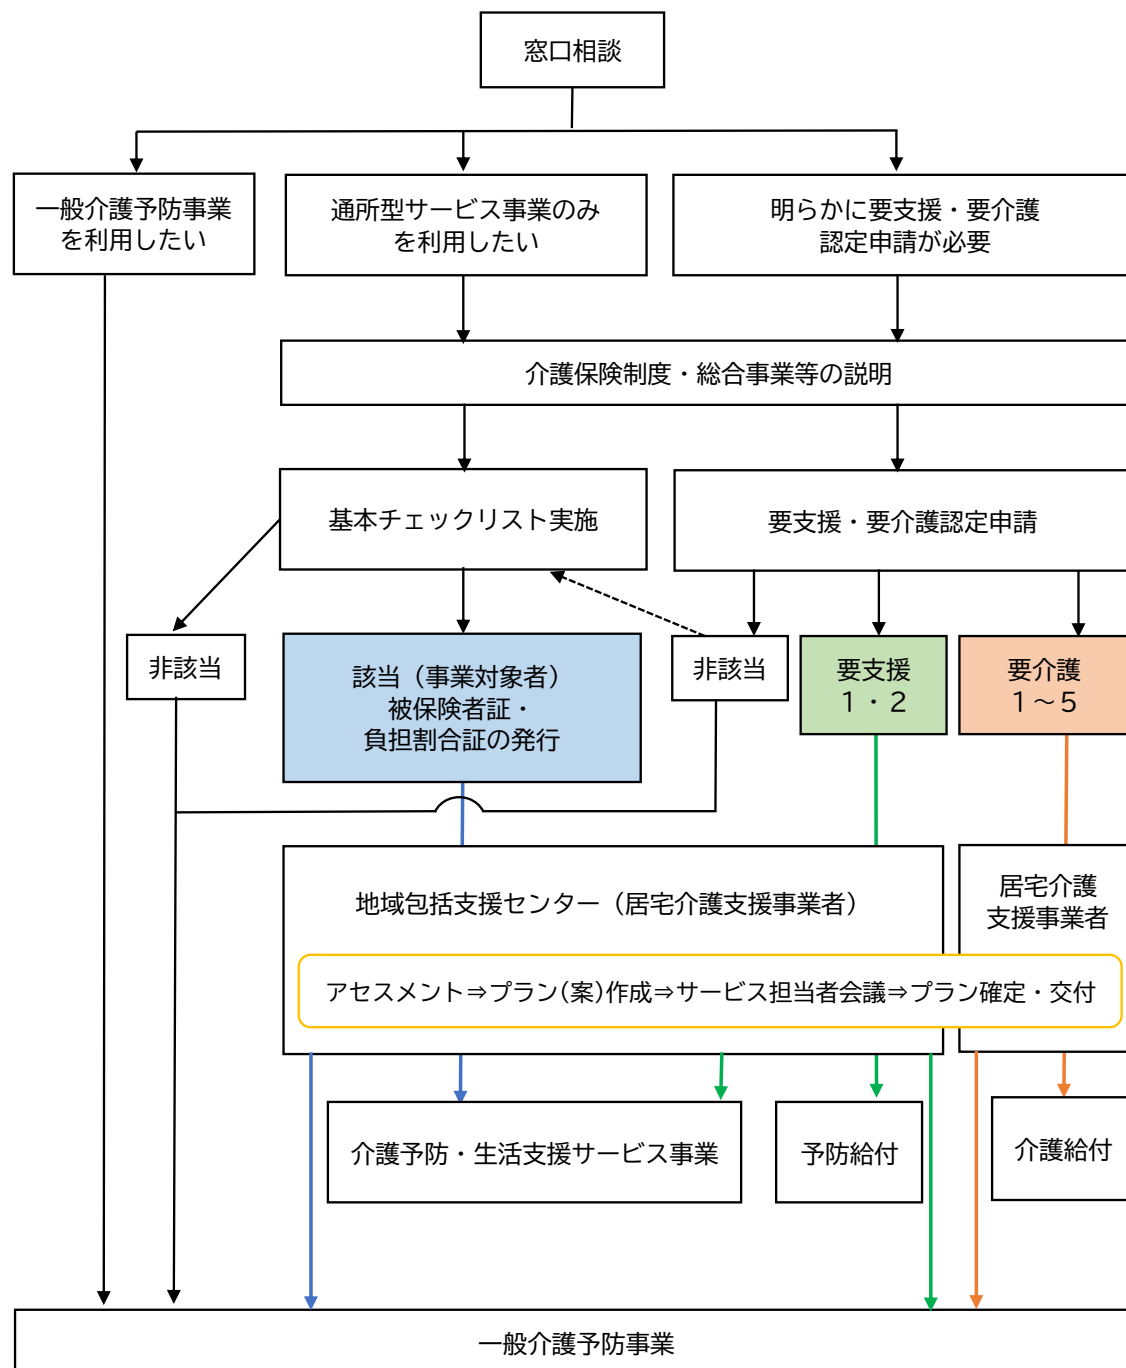 窓口相談
一般介護予防事業
を利用したい
通所型サービス事業のみ
を利用したい
明らかに要支援・要介護
認定申請が必要
介護保険制度・総合事業等の説明
基本チェックリスト実施
要支援・要介護認定申請
非該当
該当（事業対象者）
被保険者証・
負担割合証の発行
非該当
要支援
１・２
要介護
１～５
地域包括支援センター（居宅介護支援事業者）
居宅介護
支援事業者
アセスメント⇒プラン(案)作成⇒サービス担当者会議⇒プラン確定・交付
介護予防・生活支援サービス事業
予防給付
介護給付
一般介護予防事業